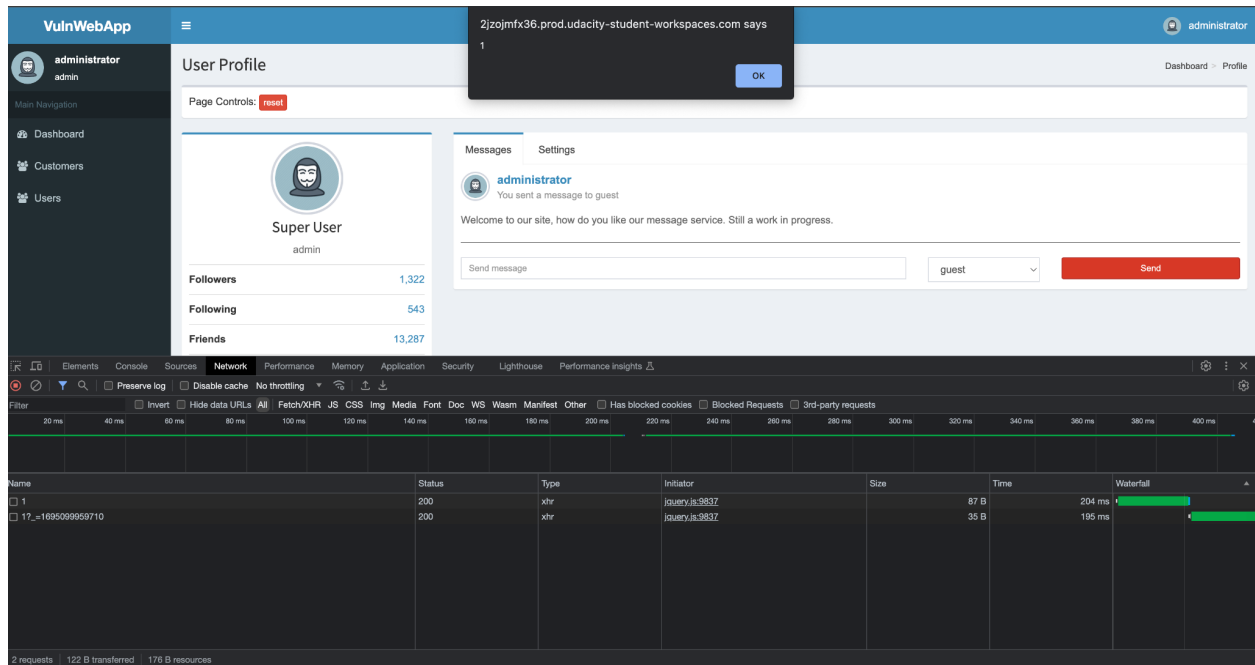 VulnWebApp
2jzojmfx36.prod.udacity-student-workspaces.com says
1
OK
administrator
administrator
admin
User Profile
Dashboard > Profile
Main Navigation
Page Controls: reset
Dashboard
Customers
Users
Super User
admin
Followers 1,322
Following 543
Friends 13,287
Messages Settings
administrator
You sent a message to guest
Welcome to our site, how do you like our message service. Still a work in progress.
Send message guest Send
Elements Console Sources Network Performance Memory Application Security Lighthouse Performance insights
Preserve log Disable cache No throttling
Filter Invert Hide data URLs All Fetch/XHR JS CSS Img Media Font Doc WS Wasm Manifest Other Has blocked cookies Blocked Requests 3rd-party requests
20 ms 40 ms 60 ms 80 ms 100 ms 120 ms 140 ms 160 ms 180 ms 200 ms 220 ms 240 ms 260 ms 280 ms 300 ms 320 ms 340 ms 360 ms 380 ms 400 ms
Name Status Type Initiator Size Time Waterfall
1 200 xhr jquery.js:9837 87 B 204 ms
1?_=1695099959710 200 xhr jquery.js:9837 35 B 195 ms
2 requests 122 B transferred 176 B resources